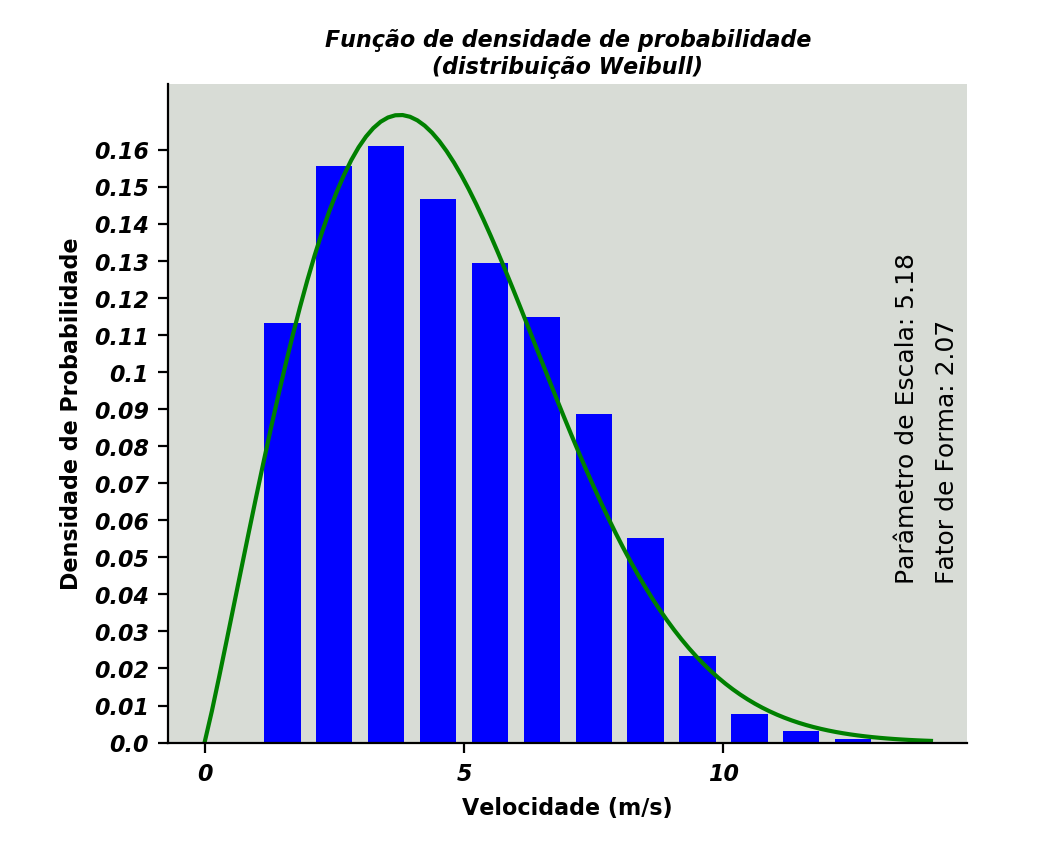 Função de densidade de probabilidade
(distribuição Weibull)
Densidade de Probabilidade
0.16
0.15
0.14
0.13
0.12
0.11
0.1
0.09
0.08
0.07
0.06
0.05
0.04
0.03
0.02
0.01
0.0
Parâmetro de Escala: 5.18
Fator de Forma: 2.07
0 5 10
Velocidade (m/s)